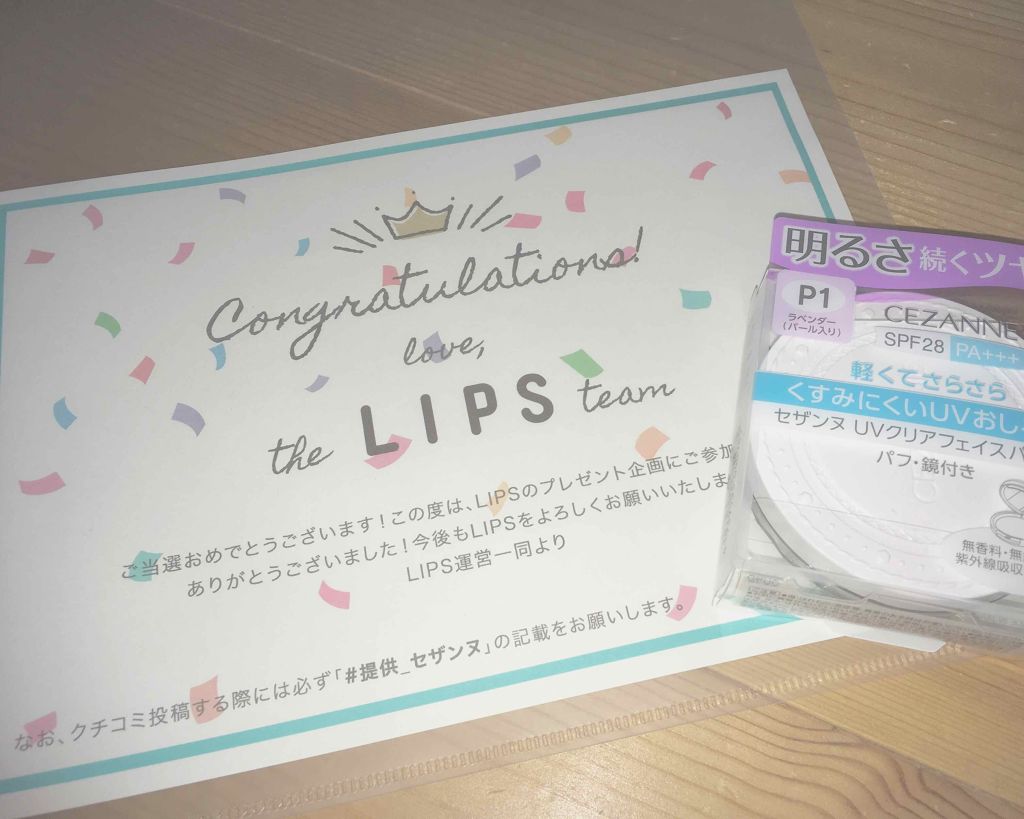 Congratulations!
love,
the LIPS team
ご当選おめでとうございます！この度は、LIPSのプレゼント企画にご参加
ありがとうございました！今後もLIPSをよろしくお願いいたしま
LIPS運営一同より
なお、クチコミ投稿する際には必ず「#提供_セザンヌ」の記載をお願いします。
明るさ 続くツヤ
P1
ラベンダー
(パール入り)
CEZANNE
SPF28 PA+++
軽くてさらさら
くすみにくいUVおし
セザンヌ UVクリアフェイスパ
パフ・鏡付き
無香料・無
紫外線吸収